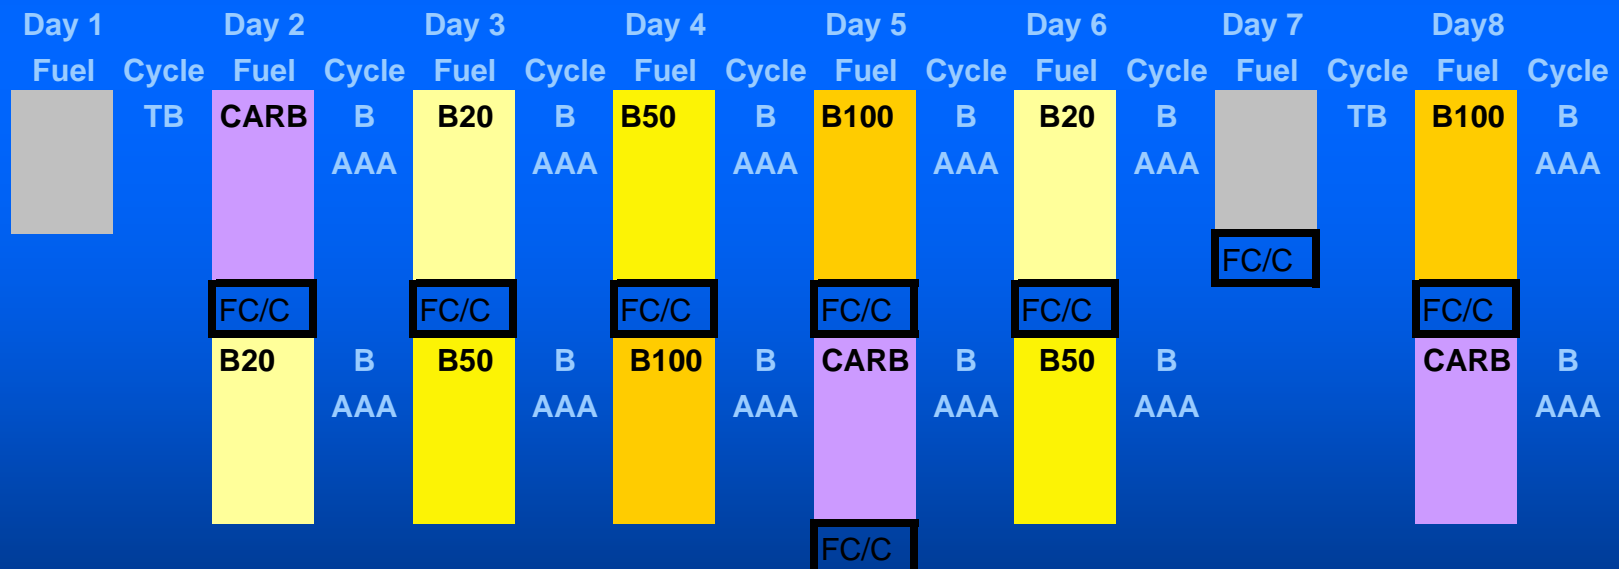 Day 1 Day 2 Day 3 Day 4 Day 5 Day 6 Day 7 Day8
Fuel Cycle Fuel Cycle Fuel Cycle Fuel Cycle Fuel Cycle Fuel Cycle Fuel Cycle Fuel Cycle
TB CARB B B20 B B50 B B100 B B20 B TB B100 B
AAA AAA AAA AAA AAA AAA
FC/C
FC/C FC/C FC/C FC/C FC/C FC/C
B20 B B50 B B100 B CARB B B50 B CARB B
AAA AAA AAA AAA AAA AAA
FC/C